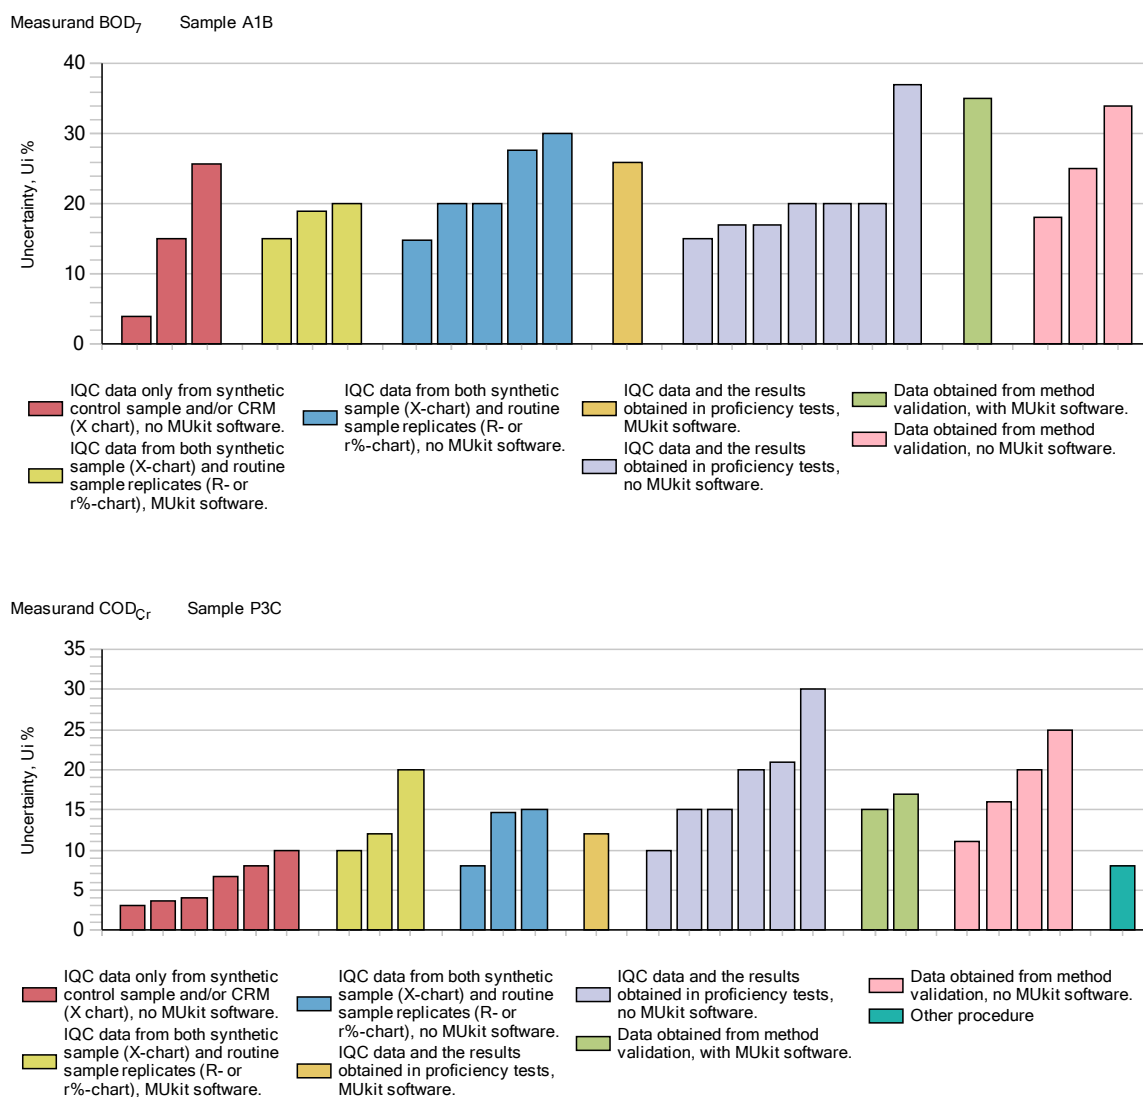 Measurand BOD7 Sample A1B
40
30
20
10
0
Uncertainty, Ui %
IQC data only from synthetic
control sample and/or CRM
(X chart), no MUkit software.
IQC data from both synthetic
sample (X-chart) and routine
sample replicates (R- or
r%-chart), MUkit software.
IQC data from both synthetic
sample (X-chart) and routine
sample replicates (R- or
r%-chart), no MUkit software.
IQC data and the results
obtained in proficiency tests,
MUkit software.
IQC data and the results
obtained in proficiency tests,
no MUkit software.
Data obtained from method
validation, with MUkit software.
Data obtained from method
validation, no MUkit software.
Measurand CODCr Sample P3C
35
30
25
20
15
10
5
0
Uncertainty, Ui %
IQC data only from synthetic
control sample and/or CRM
(X chart), no MUkit software.
IQC data from both synthetic
sample (X-chart) and routine
sample replicates (R- or
r%-chart), MUkit software.
IQC data from both synthetic
sample (X-chart) and routine
sample replicates (R- or
r%-chart), no MUkit software.
IQC data and the results
obtained in proficiency tests,
MUkit software.
IQC data and the results
obtained in proficiency tests,
no MUkit software.
Data obtained from method
validation, with MUkit software.
Data obtained from method
validation, no MUkit software.
Other procedure